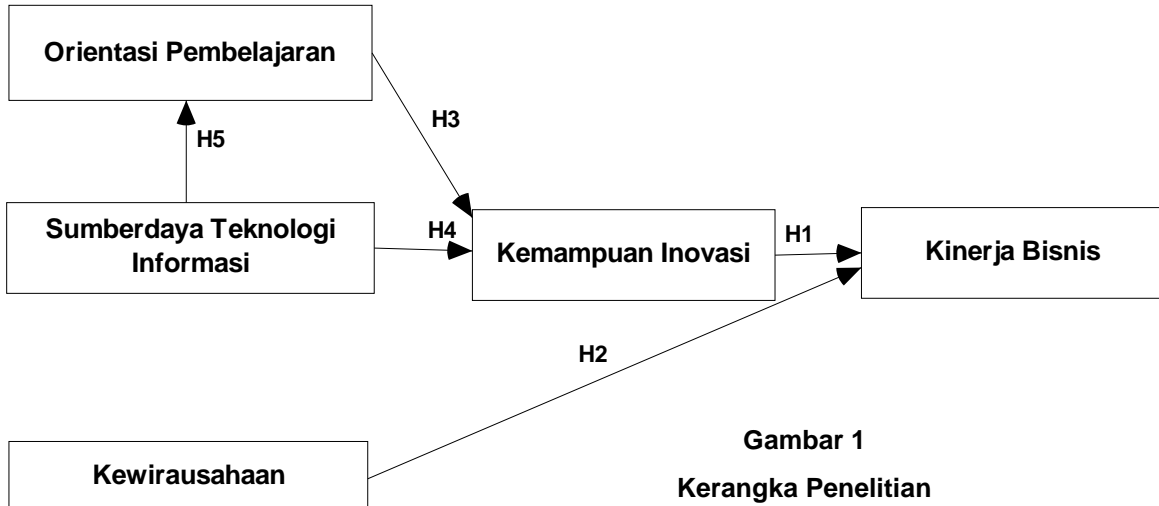 Orientasi Pembelajaran
H3
H5
Sumberdaya Teknologi
Informasi
H4
Kemampuan Inovasi
H1
Kinerja Bisnis
H2
Kewirausahaan
Gambar 1
Kerangka Penelitian